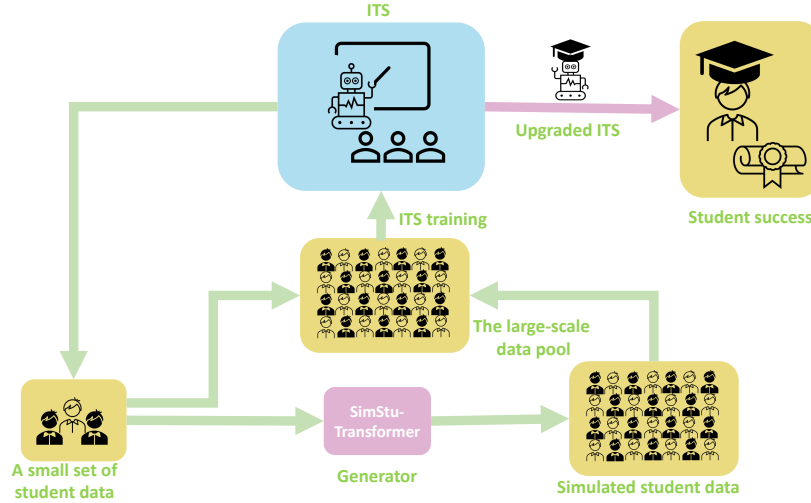 ITS
Upgraded ITS
Student success
ITS training
The large-scale
data pool
SimStu-
Transformer
Generator
A small set of
student data
Simulated student data